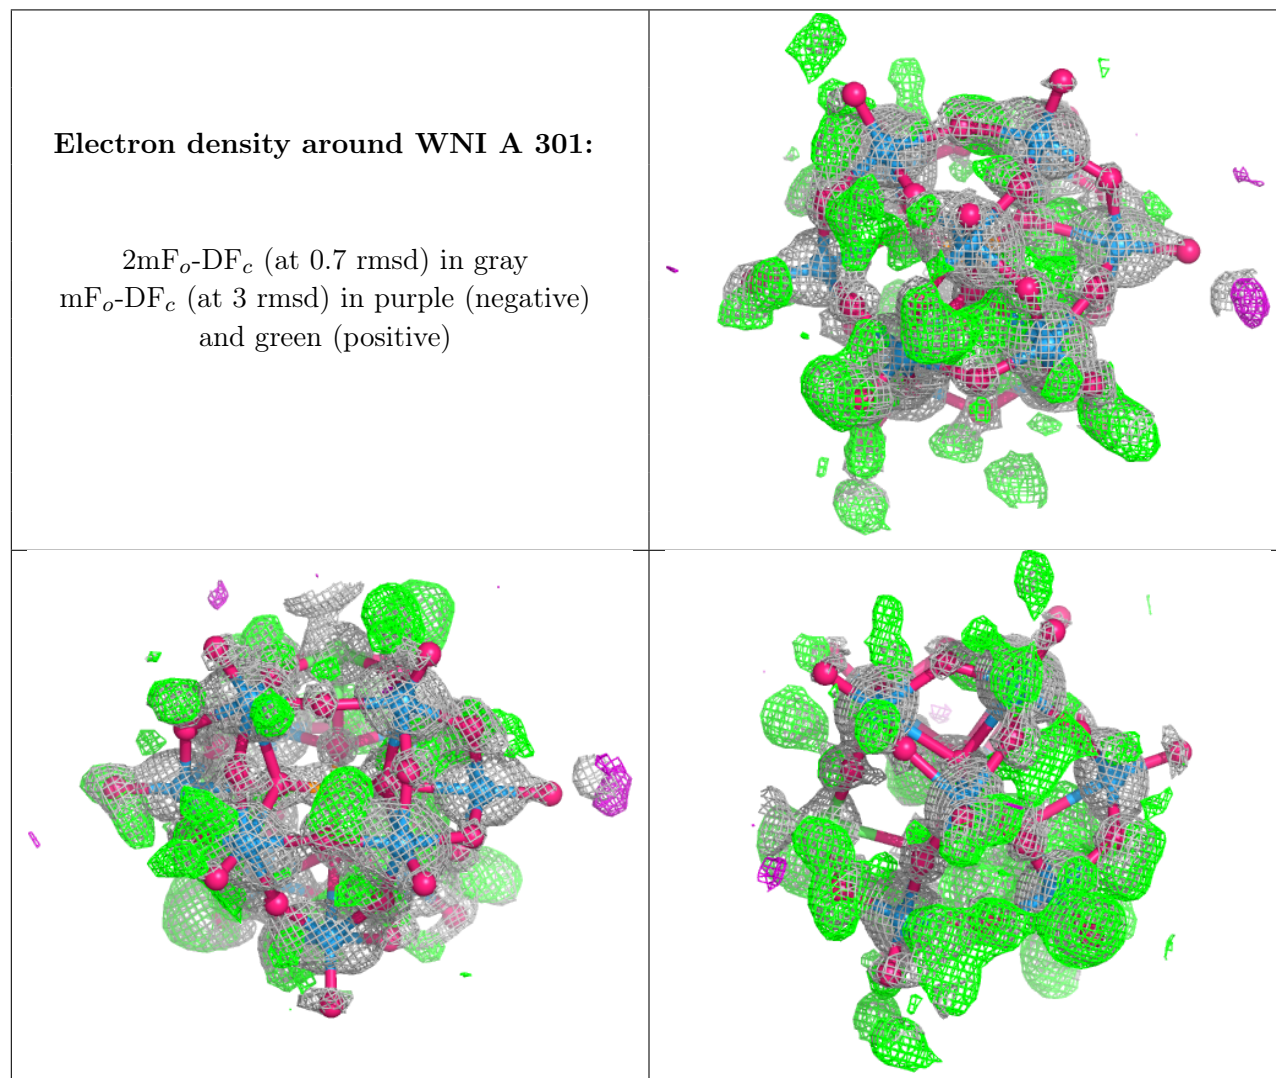 Electron density around WNI A 301:
2mFo-DFc (at 0.7 rmsd) in gray
mFo-DFc (at 3 rmsd) in purple (negative)
and green (positive)